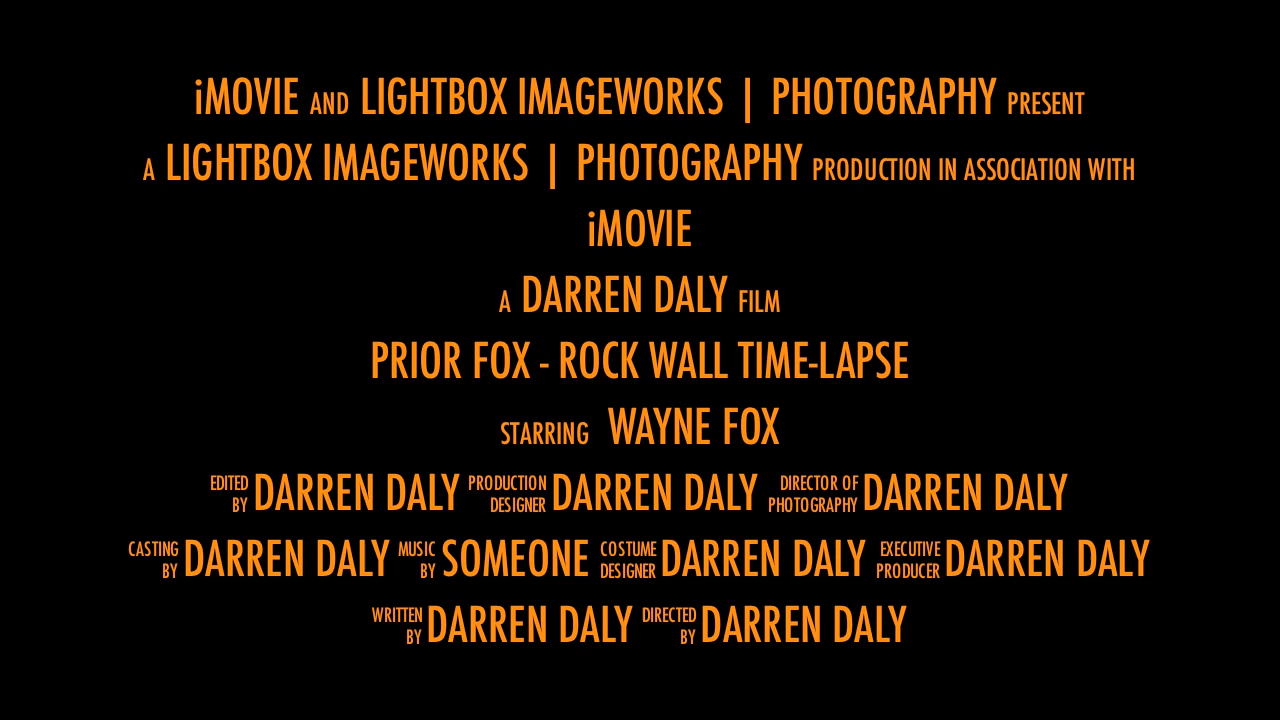 iMOVIE AND LIGHTBOX IMAGEWORKS | PHOTOGRAPHY PRESENT
A LIGHTBOX IMAGEWORKS | PHOTOGRAPHY PRODUCTION IN ASSOCIATION WITH
iMOVIE
A DARREN DALY FILM
PRIOR FOX - ROCK WALL TIME-LAPSE
STARRING WAYNE FOX
EDITED BY DARREN DALY PRODUCTION DESIGNER DARREN DALY DIRECTOR OF PHOTOGRAPHY DARREN DALY
CASTING BY DARREN DALY MUSIC BY SOMEONE COSTUME DESIGNER DARREN DALY EXECUTIVE PRODUCER DARREN DALY
WRITTEN BY DARREN DALY DIRECTED BY DARREN DALY